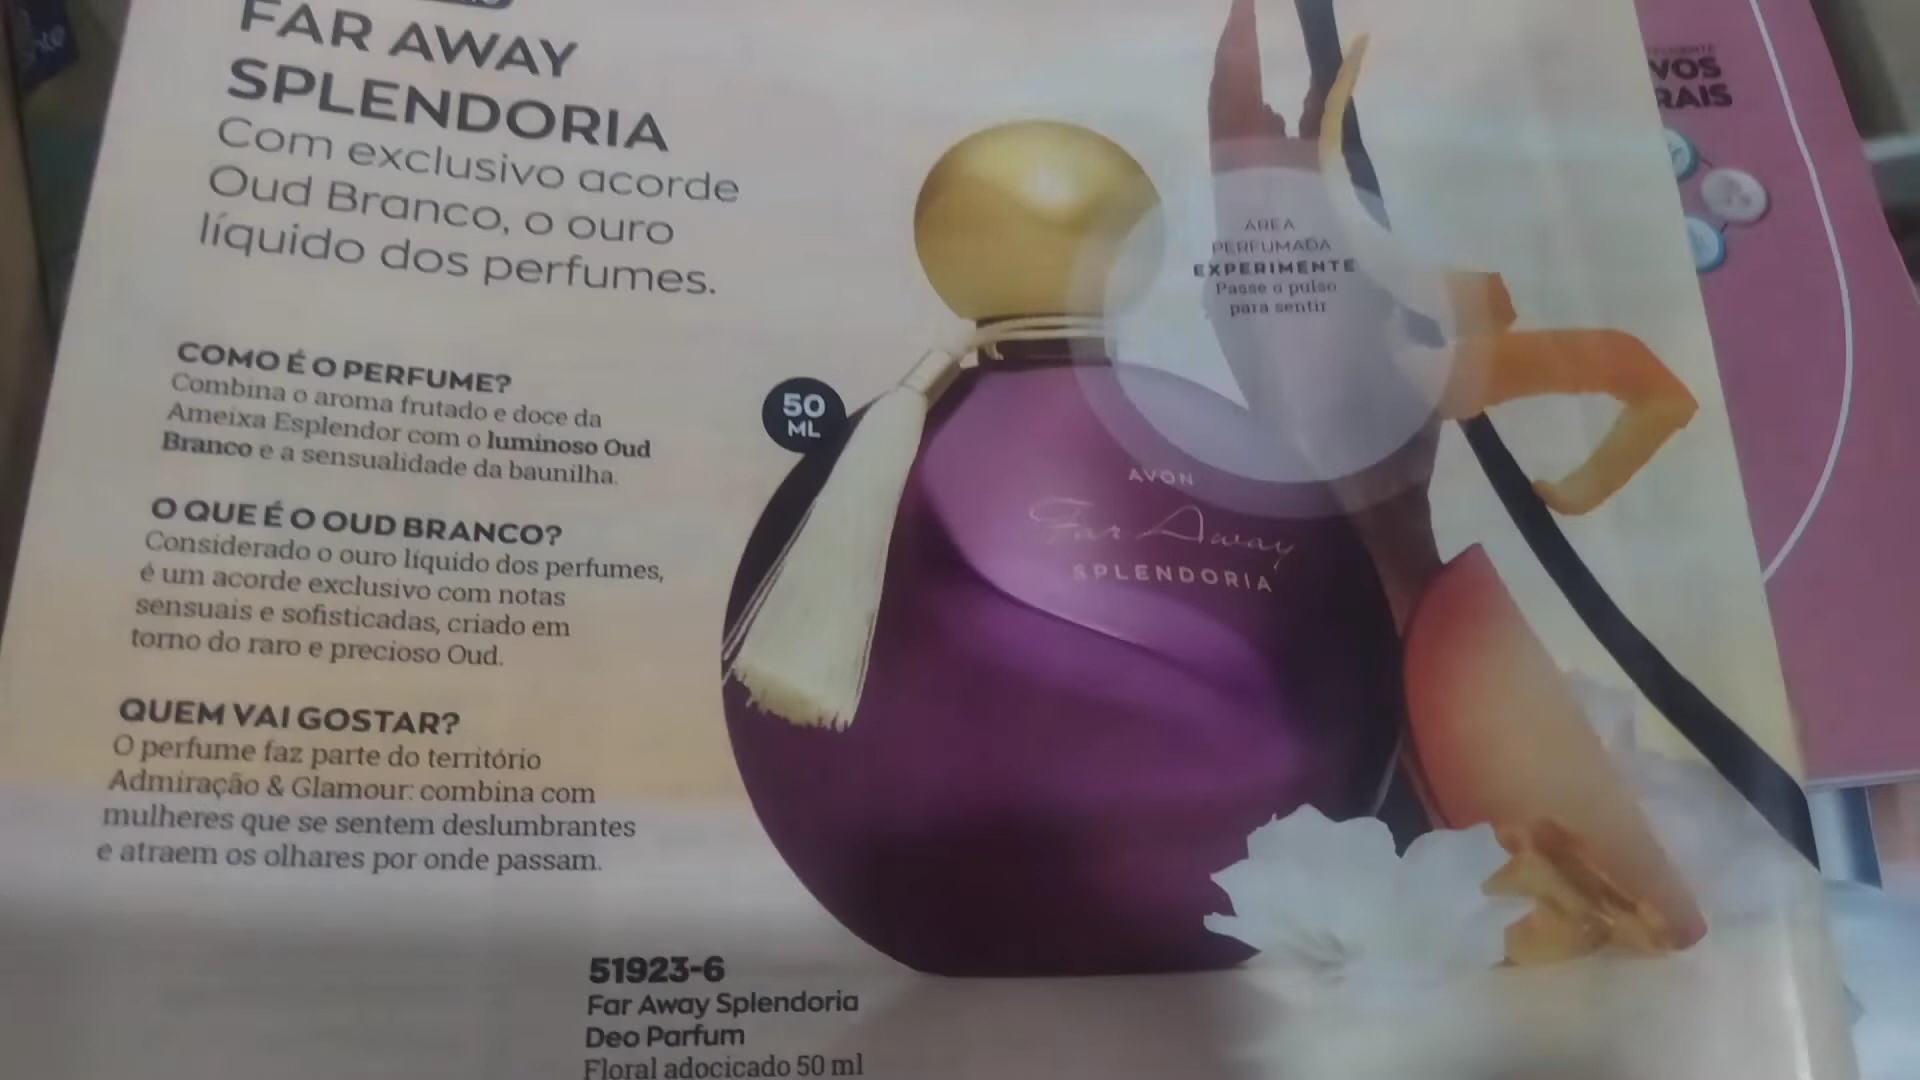 FAR AWAY
SPLENDORIA
Com exclusivo acorde
Oud Branco, o ouro
líquido dos perfumes.
COMO É O PERFUME?
Combina o aroma frutado e doce da
Ameixa Esplendor com o luminoso Oud
Branco e a sensualidade da baunilha.
O QUE É O OUD BRANCO?
Considerado o ouro líquido dos perfumes,
é um acorde exclusivo com notas
sensuais e sofisticadas, criado em
torno do raro e precioso Oud.
QUEM VAI GOSTAR?
O perfume faz parte do território
Admiração & Glamour: combina com
mulheres que se sentem deslumbrantes
e atraem os olhares por onde passam.
50
ML
ÁREA
PERFUMADA
EXPERIMENTE
Passe o pulso
para sentir
AVON
Far Away
SPLENDORIA
51923-6
Far Away Splendoria
Deo Parfum
Floral adocicado 50 ml
VOS
RAIS